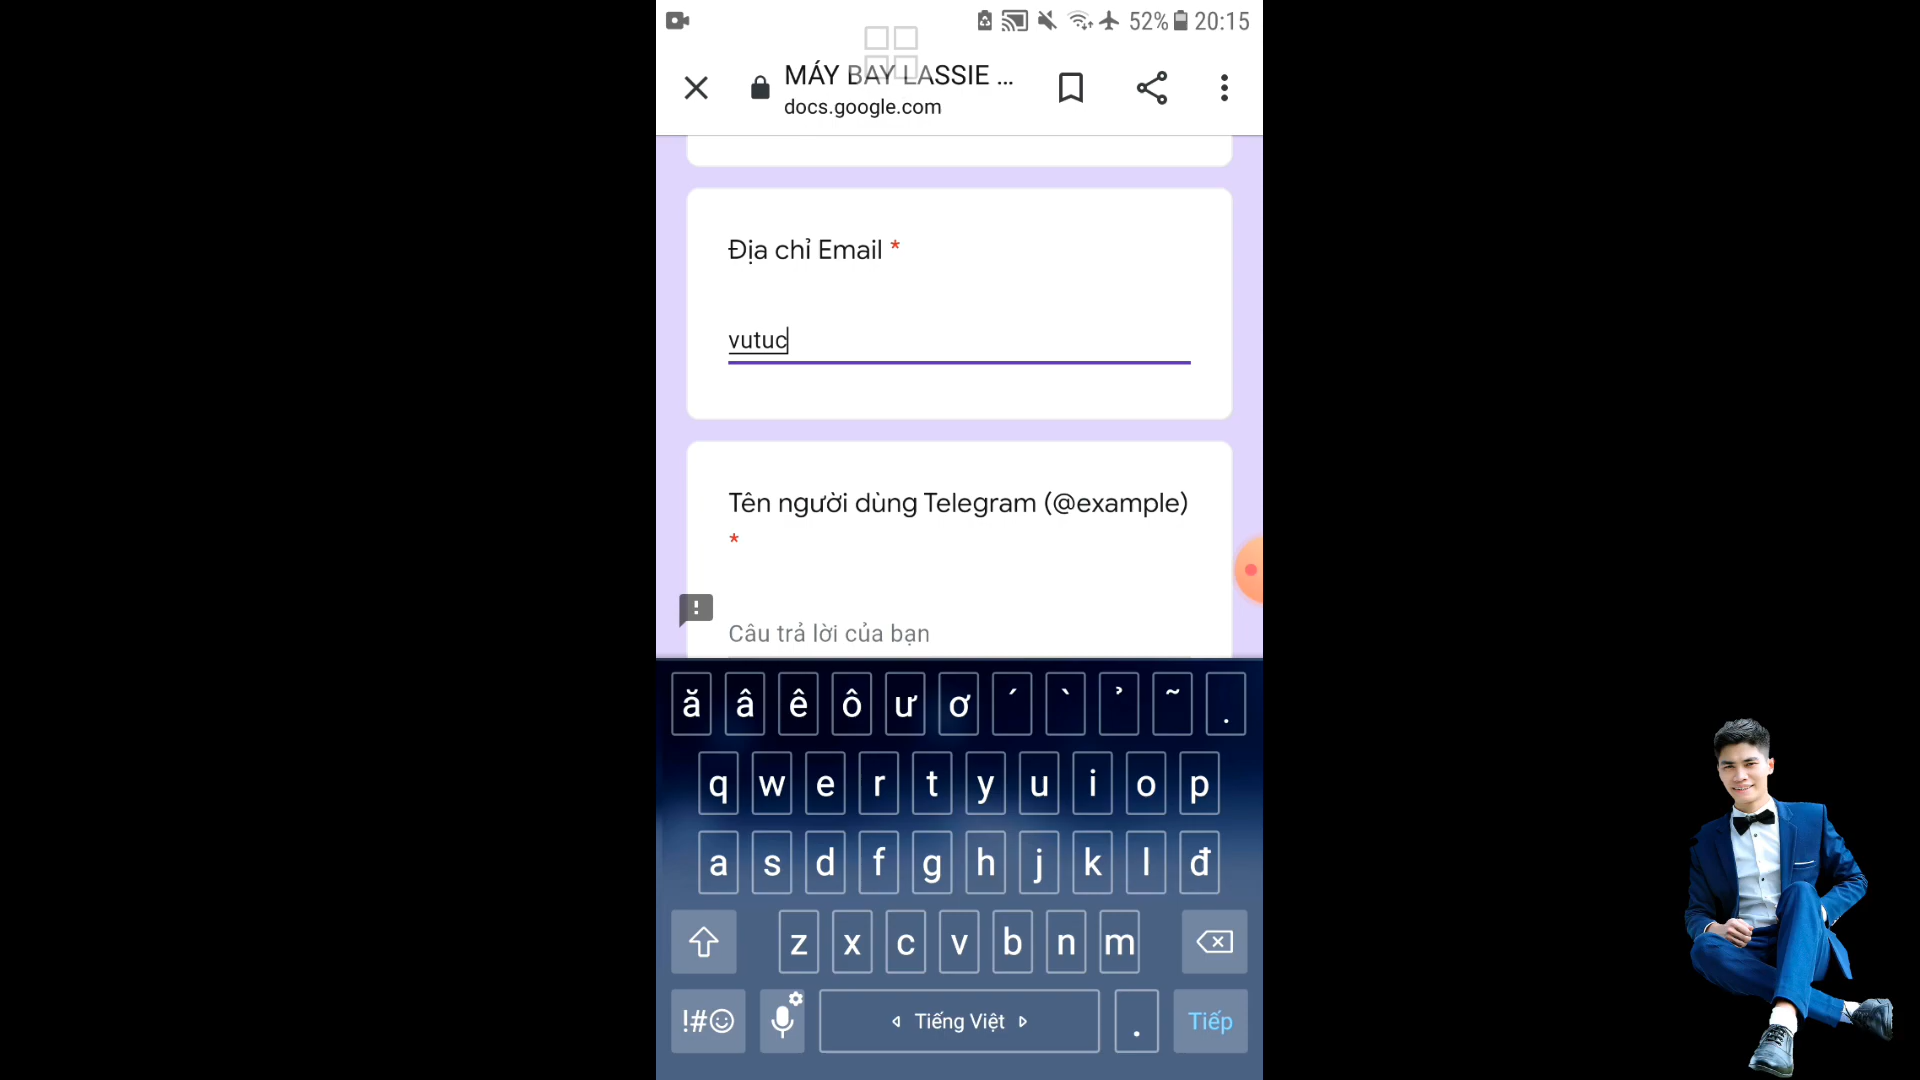 52% 20:15
MÁY BAY LASSIE ...
docs.google.com
Địa chỉ Email *
vutuc
Tên người dùng Telegram (@example)
*
Câu trả lời của bạn
ă â ê ô ư ơ ´ ` ̉ ~ .
q w e r t y u i o p
a s d f g h j k l đ
z x c v b n m
!#☺ Tiếng Việt . Tiếp